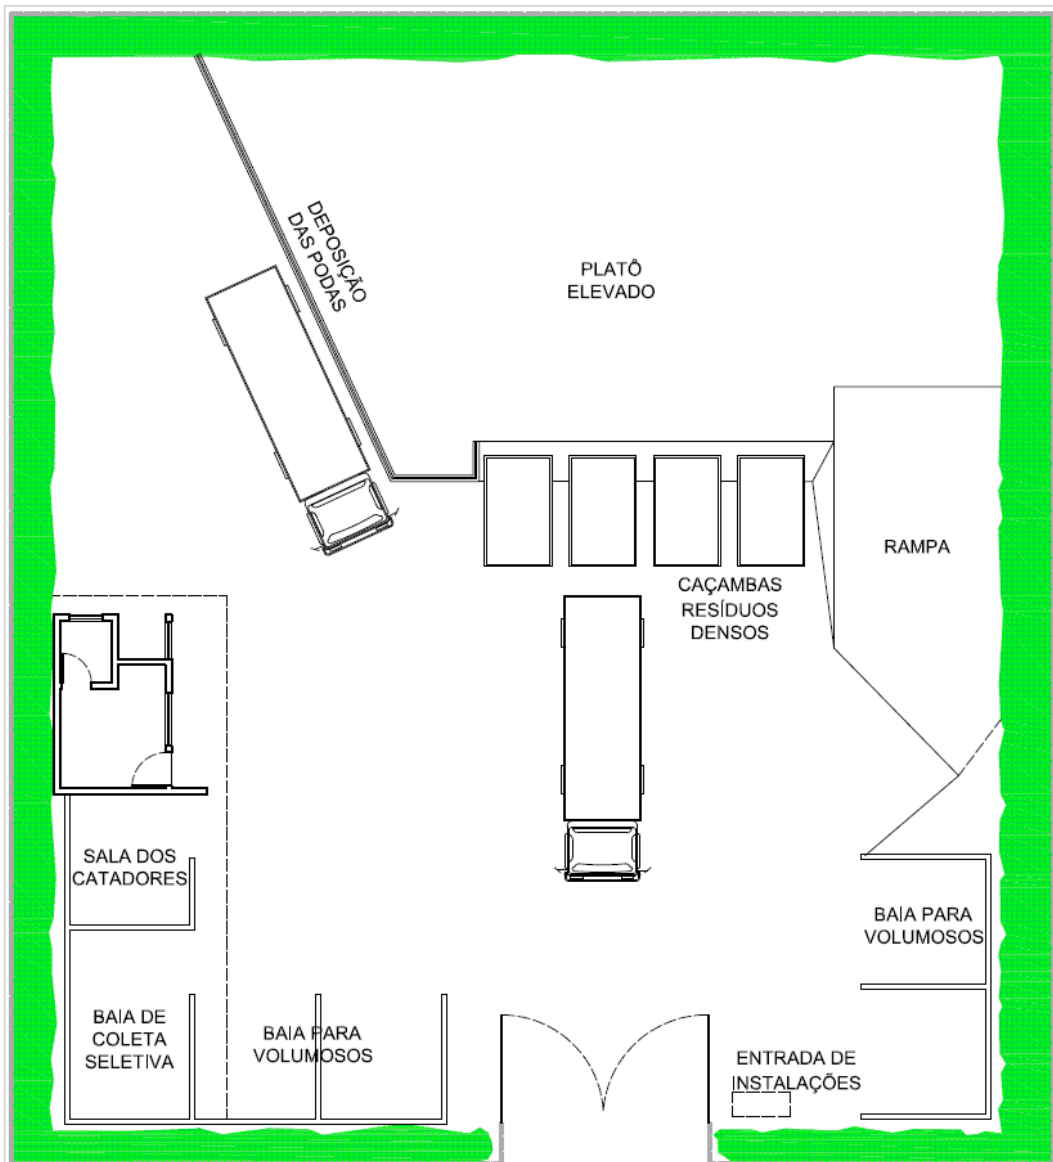 DEPOSIÇÃO
DAS PODAS
PLATÔ
ELEVADO
RAMPA
CAÇAMBAS
RESÍDUOS
DENSOS
SALA DOS
CATADORES
BAIA PARA
VOLUMOSOS
BAIA DE
COLETA
SELETIVA
BAIA PARA
VOLUMOSOS
ENTRADA DE
INSTALAÇÕES